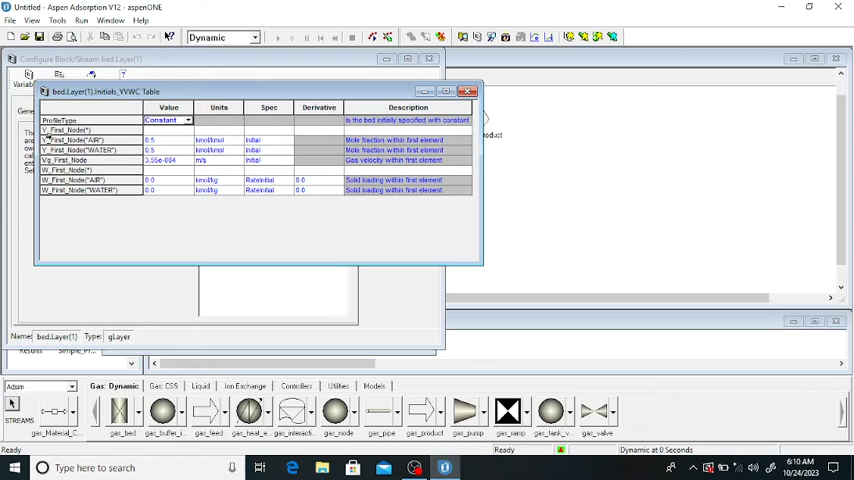 Untitled - Aspen Adsorption V12 - aspenONE
File View Tools Run Window Help
Dynamic
Configure Block/Stream bed.Layer(1)
bed.Layer(1).Initials_YVWC Table
Value Units Spec Derivative Description
ProfileType Constant Is the bed initially specified with constant
Y_First_Node(*)
Y_First_Node("AIR") 0.5 kmol/kmol Initial Mole fraction within first element
Y_First_Node("WATER") 0.5 kmol/kmol Initial Mole fraction within first element
Vg_First_Node 3.55e-004 m/s Initial Gas velocity within first element
W_First_Node(*)
W_First_Node("AIR") 0.0 kmol/kg RateInitial 0.0 Solid loading within first element
W_First_Node("WATER") 0.0 kmol/kg RateInitial 0.0 Solid loading within first element
Name: bed.Layer(1) Type: gLayer
Results Simple_Pr...
Adsim Gas: Dynamic Gas: CSS Liquid Ion Exchange Controllers Utilities Models
STREAMS gas_Material_C... gas_bed gas_buffer_i... gas_feed gas_heat_e... gas_interacti... gas_node gas_pipe gas_product gas_pump gas_ramp gas_tank_v... gas_valve
Ready Ready Dynamic at 0 Seconds
Type here to search
6:10 AM
10/24/2023